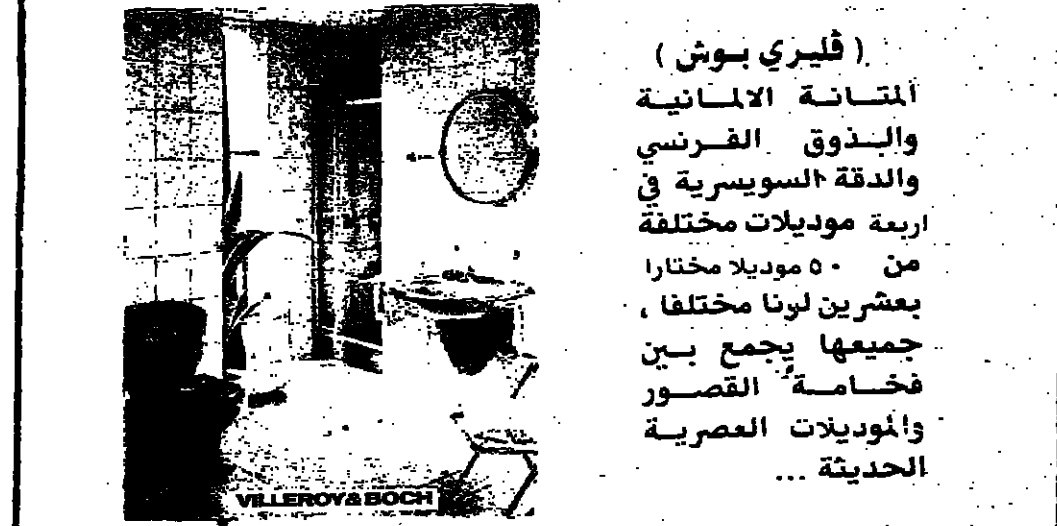 ( ڤليري بوش )
المتانة الالمانية
والذوق الفرنسي
والدقة السويسرية في
اربعة موديلات مختلفة
من ٥٠ موديلا مختارا
بعشرين لونا مختلفا ،
جميعها يجمع بين
فخامة القصور
والموديلات العصرية
الحديثة ...
VILLEROY & BOCH